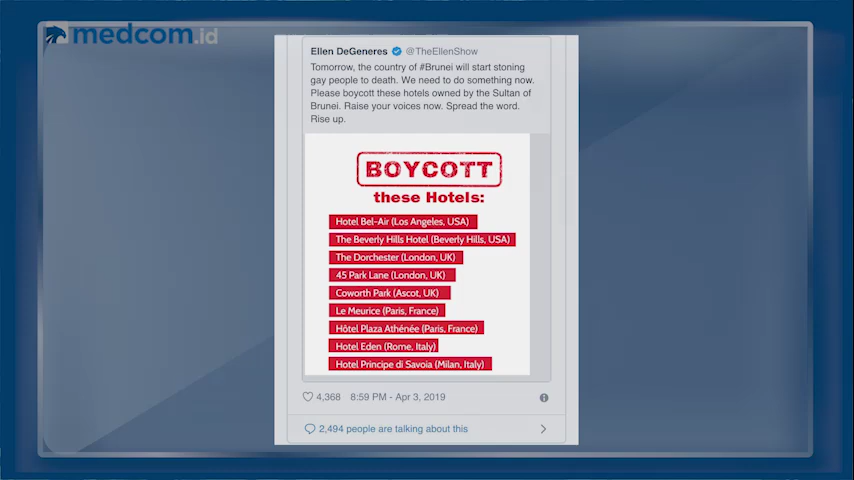 medcom.id
Ellen DeGeneres @TheEllenShow
Tomorrow, the country of #Brunei will start stoning
gay people to death. We need to do something now.
Please boycott these hotels owned by the Sultan of
Brunei. Raise your voices now. Spread the word.
Rise up.
BOYCOTT
these Hotels:
Hotel Bel-Air (Los Angeles, USA)
The Beverly Hills Hotel (Beverly Hills, USA)
The Dorchester (London, UK)
45 Park Lane (London, UK)
Coworth Park (Ascot, UK)
Le Meurice (Paris, France)
Hôtel Plaza Athénée (Paris, France)
Hotel Eden (Rome, Italy)
Hotel Principe di Savoia (Milan, Italy)
4,368 8:59 PM - Apr 3, 2019
2,494 people are talking about this